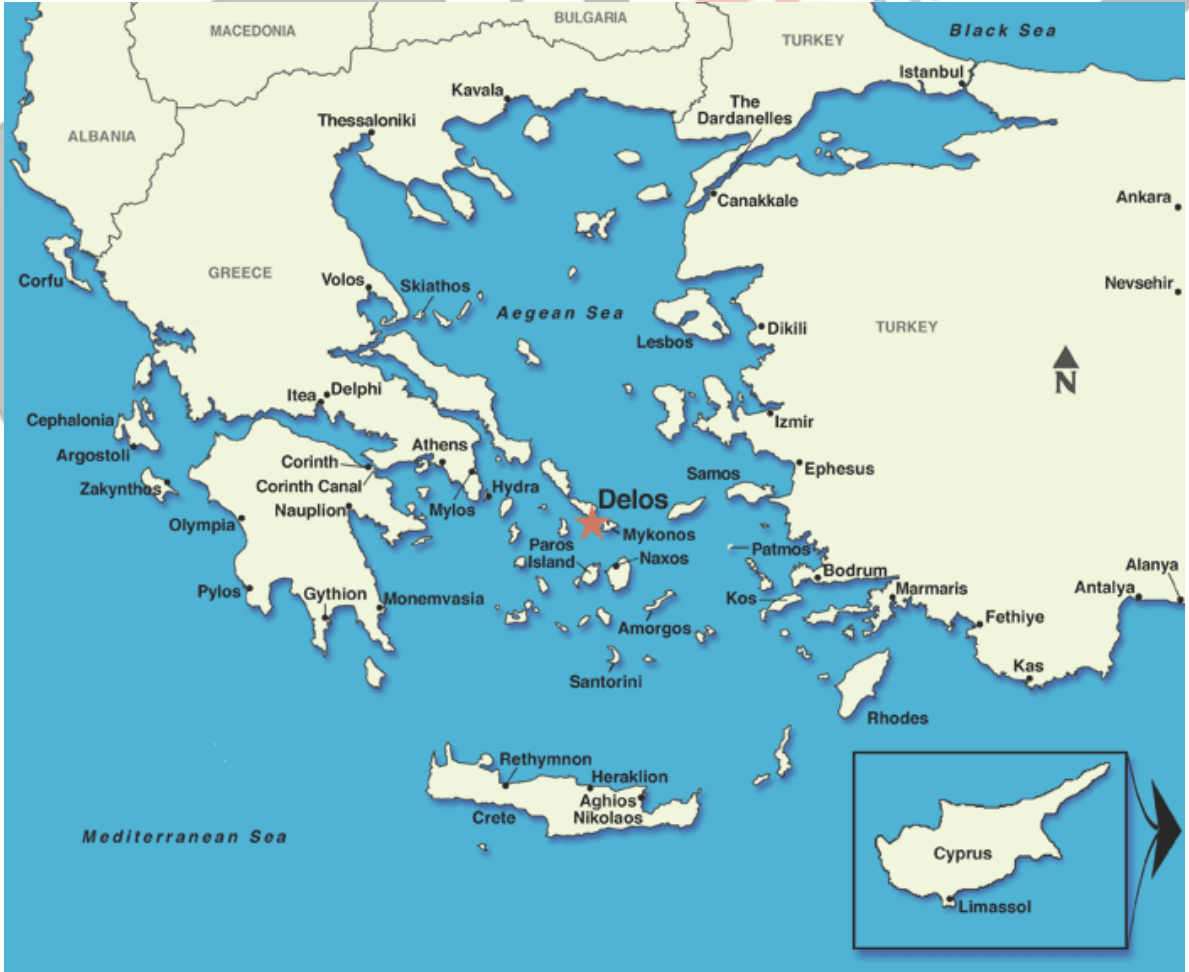 BULGARIA
MACEDONIA
Black Sea
TURKEY
Istanbul
Kavala
The
Dardanelles
Thessaloniki
ALBANIA
Canakkale
Ankara
GREECE
Corfu
Volos
Skiathos
Nevsehir
Aegean Sea
TURKEY
Dikili
Lesbos
N
Delphi
Itea
Cephalonia
Izmir
Athens
Argostoli
Corinth
Ephesus
Samos
Corinth Canal
Zakynthos
Hydra
Delos
Nauplion
Mylos
Olympia
Mykonos
Paros
Island
Patmos
Naxos
Bodrum
Alanya
Pylos
Gythion
Monemvasia
Kos
Marmaris
Antalya
Fethiye
Amorgos
Kas
Santorini
Rhodes
Rethymnon
Heraklion
Aghios
Nikolaos
Crete
Mediterranean Sea
Cyprus
Limassol